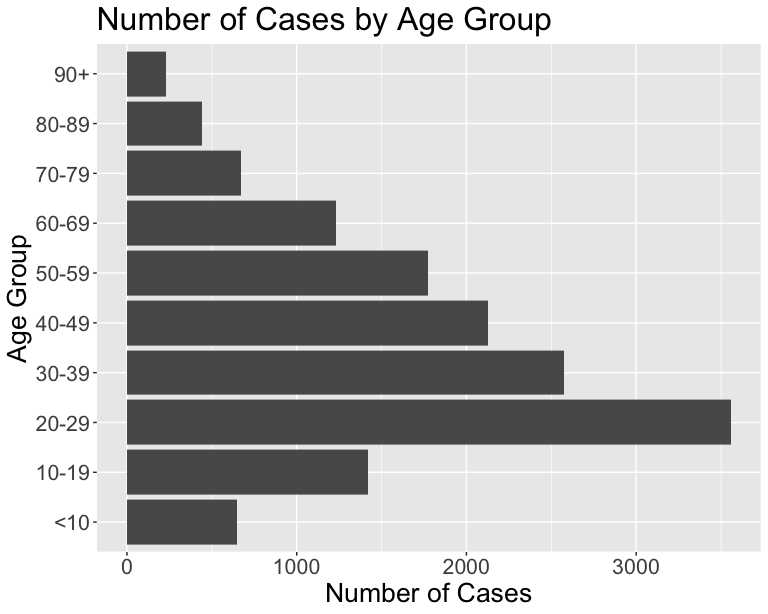 Number of Cases by Age Group
90+
80-89
70-79
60-69
50-59
40-49
30-39
20-29
10-19
<10
Age Group
0 1000 2000 3000
Number of Cases